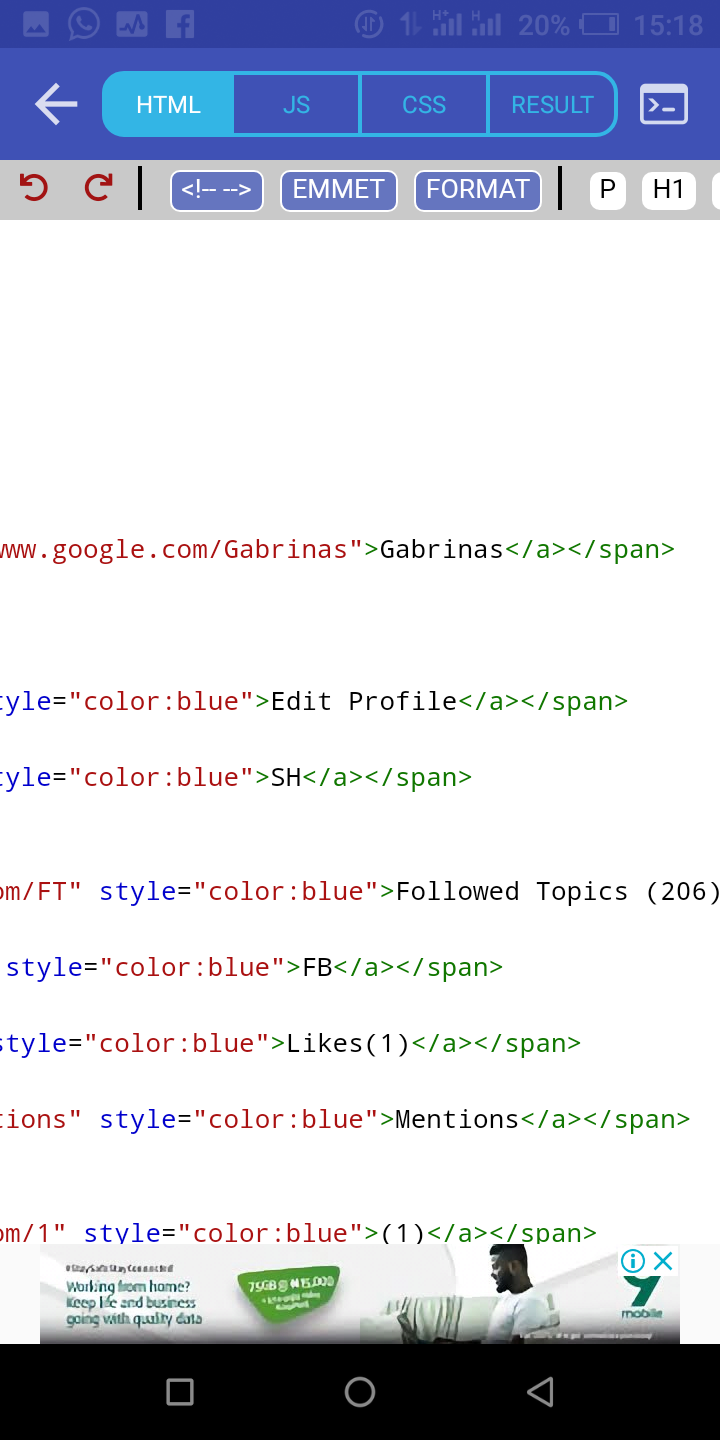 H+ H 20% 15:18
HTML JS CSS RESULT
<!-- --> EMMET FORMAT P H1
www.google.com/Gabrinas">Gabrinas</a></span>
tyle="color:blue">Edit Profile</a></span>
tyle="color:blue">SH</a></span>
om/FT" style="color:blue">Followed Topics (206)
style="color:blue">FB</a></span>
style="color:blue">Likes(1)</a></span>
tions" style="color:blue">Mentions</a></span>
om/1" style="color:blue">(1)</a></span>
#StaySafeStayConnected
Working from home?
Keep life and business
going with quality data
75GB @ ₦15,000
9
mobile